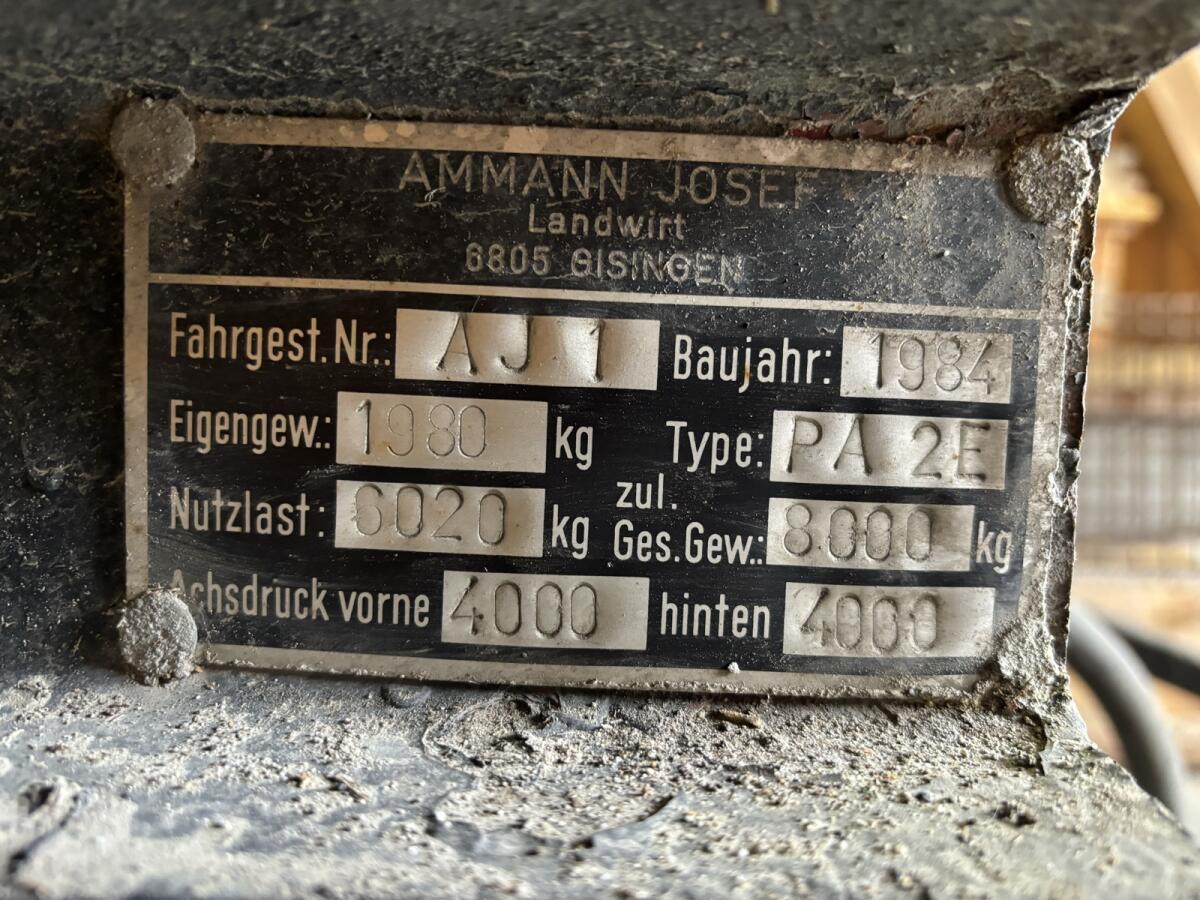 AMMANN JOSEF
Landwirt
6805 GISINGEN
Fahrgest.Nr.: AJ 1 Baujahr: 1984
Eigengew.: 1980 kg Type: PA 2E
Nutzlast: 6020 kg zul. Ges.Gew.: 8000 kg
Achsdruck vorne 4000 hinten 4000